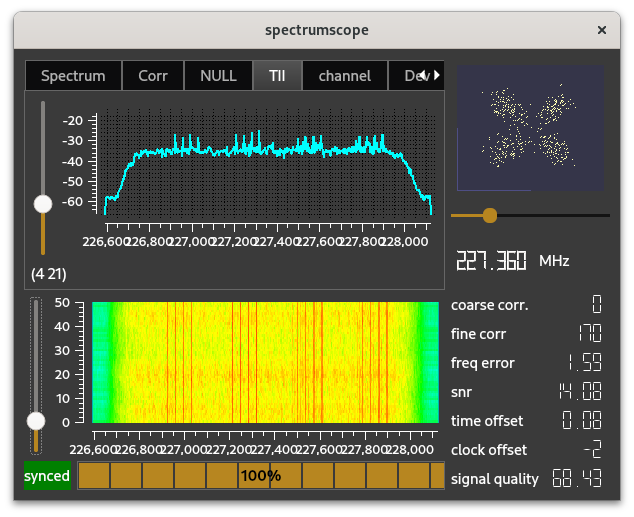 spectrumscope ×
Spectrum Corr NULL TII channel Dev
-20
-30
-40
-50
-60
226,600 226,800 227,000 227,200 227,400 227,600 227,800 228,000
(4 21)
227.360 MHz
50
40
30
20
10
0
226,600 226,800 227,000 227,200 227,400 227,600 227,800 228,000
coarse corr. 0
fine corr 170
freq error 1.59
snr 14.08
time offset 0.08
clock offset -2
signal quality 68.43
synced 100%